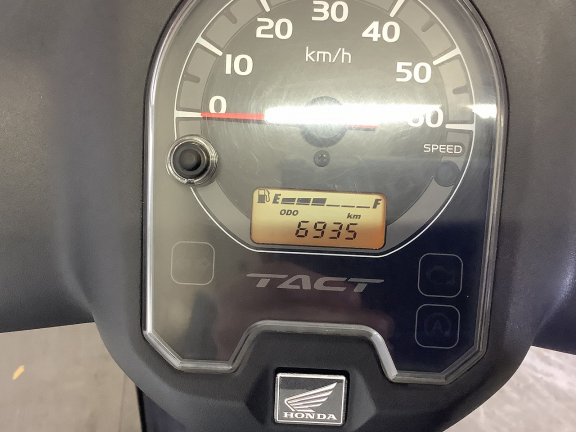 0
10
20
30
40
50
60
km/h
SPEED
E F
ODO km
6935
TACT
A
HONDA